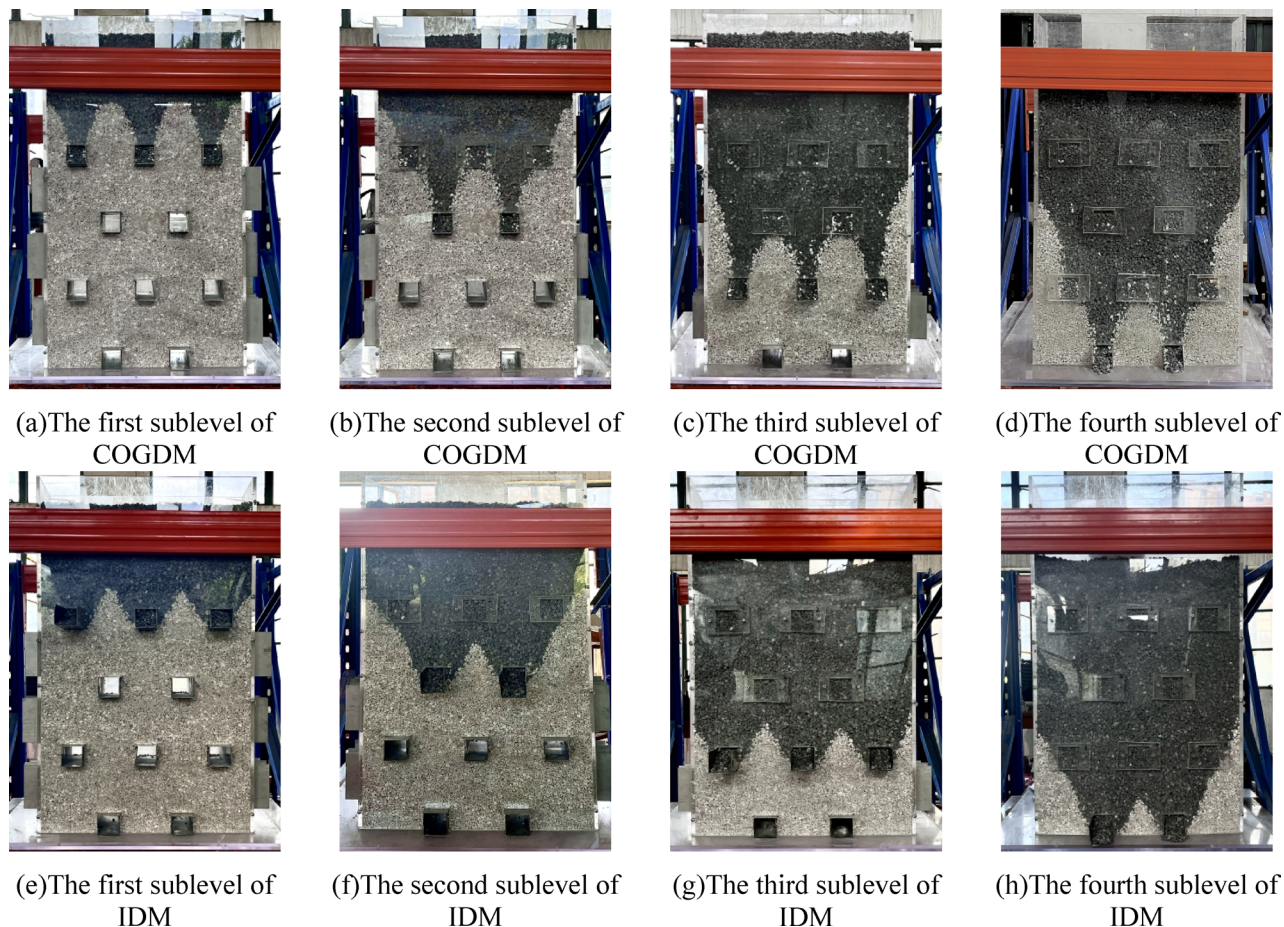 (a)The first sublevel of
COGDM
(b)The second sublevel of
COGDM
(c)The third sublevel of
COGDM
(d)The fourth sublevel of
COGDM
(e)The first sublevel of
IDM
(f)The second sublevel of
IDM
(g)The third sublevel of
IDM
(h)The fourth sublevel of
IDM